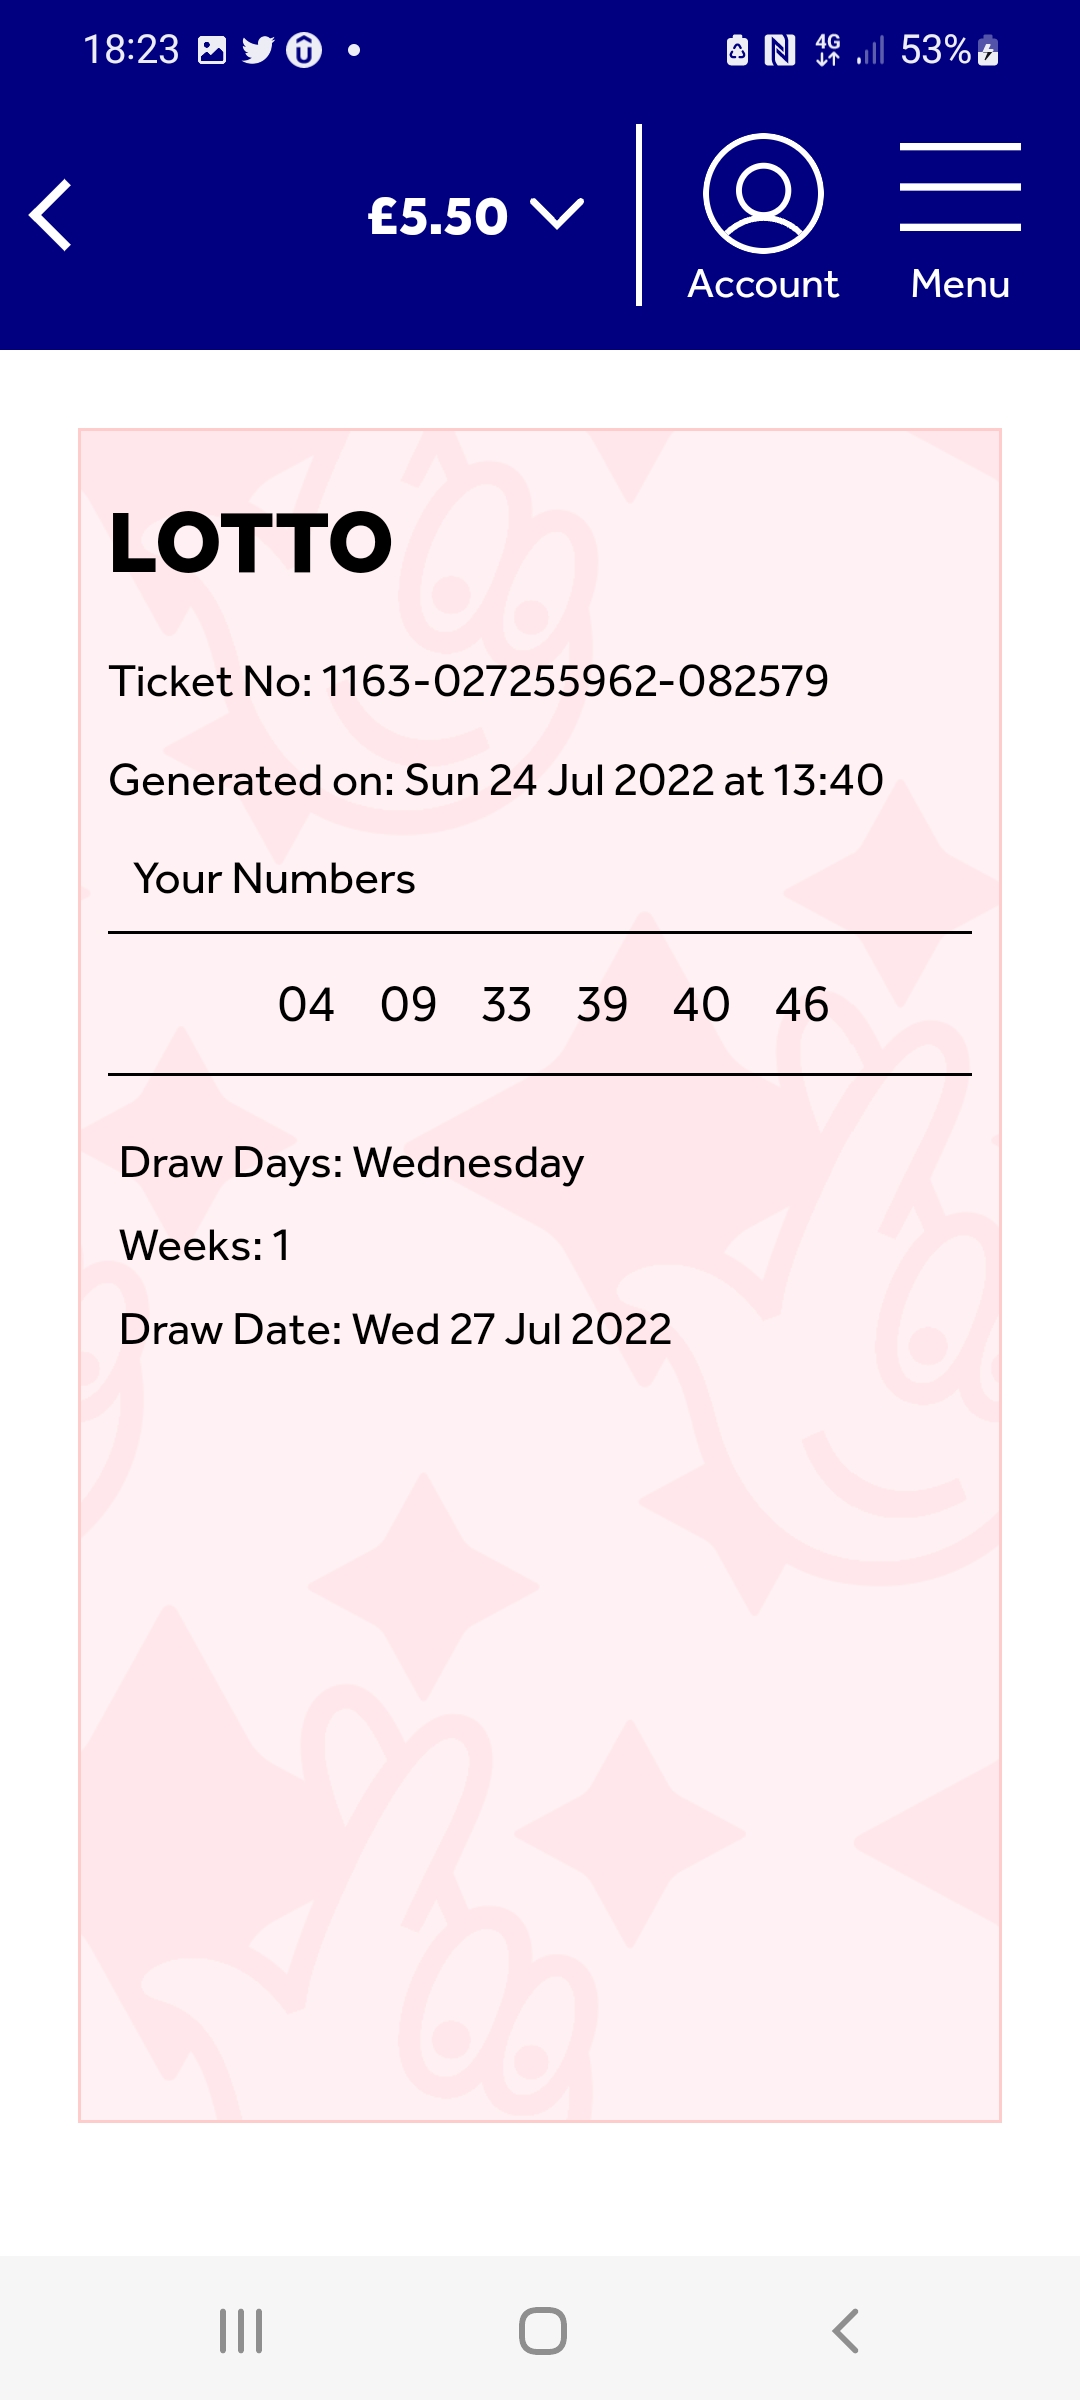 18:23 4G 53%
£5.50
Account Menu
LOTTO
Ticket No: 1163-027255962-082579
Generated on: Sun 24 Jul 2022 at 13:40
Your Numbers
04 09 33 39 40 46
Draw Days: Wednesday
Weeks: 1
Draw Date: Wed 27 Jul 2022